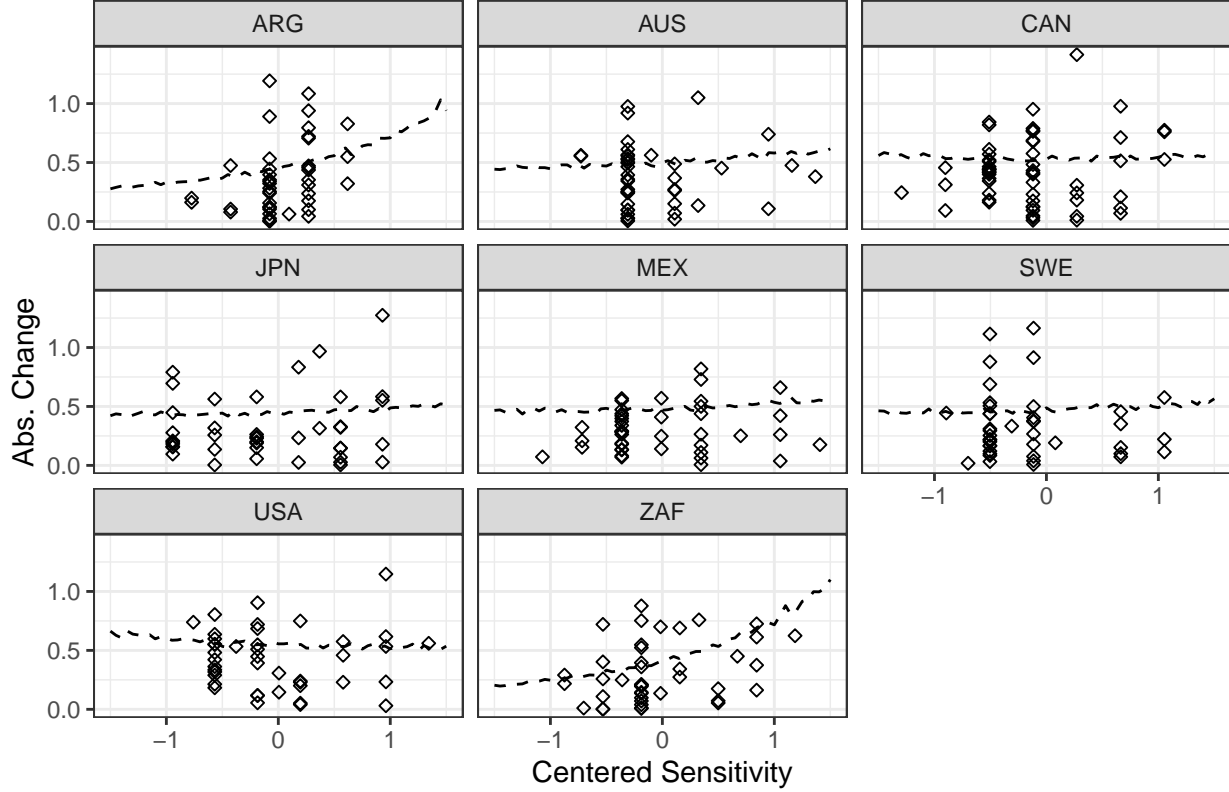 ARG AUS CAN
1.0
0.5
0.0
JPN MEX SWE
1.0
0.5
0.0
−1 0 1
USA ZAF
1.0
0.5
0.0
−1 0 1 −1 0 1
Abs. Change
Centered Sensitivity